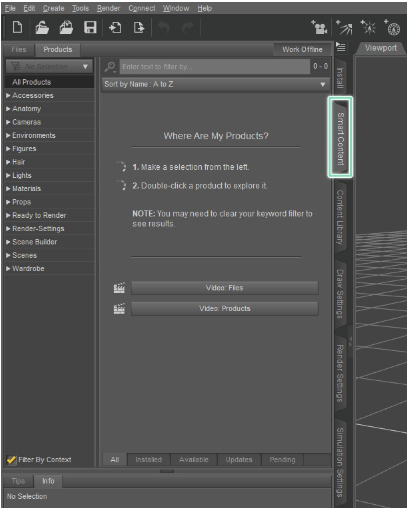 File Edit Create Tools Render Connect Window Help
Files Products Work Offline
Viewport
No Selection
Enter text to filter by... 0 - 0
All Products
Sort by Name : A to Z
Accessories
Anatomy
Cameras
Environments
Figures
Hair
Lights
Materials
Props
Ready to Render
Render-Settings
Scene Builder
Scenes
Wardrobe
Where Are My Products?
1. Make a selection from the left.
2. Double-click a product to explore it.
NOTE: You may need to clear your keyword filter to
see results.
Video: Files
Video: Products
Install
Smart Content
Content Library
Draw Settings
Render Settings
Simulation Settings
Filter By Context
All Installed Available Updates Pending
Tips Info
No Selection